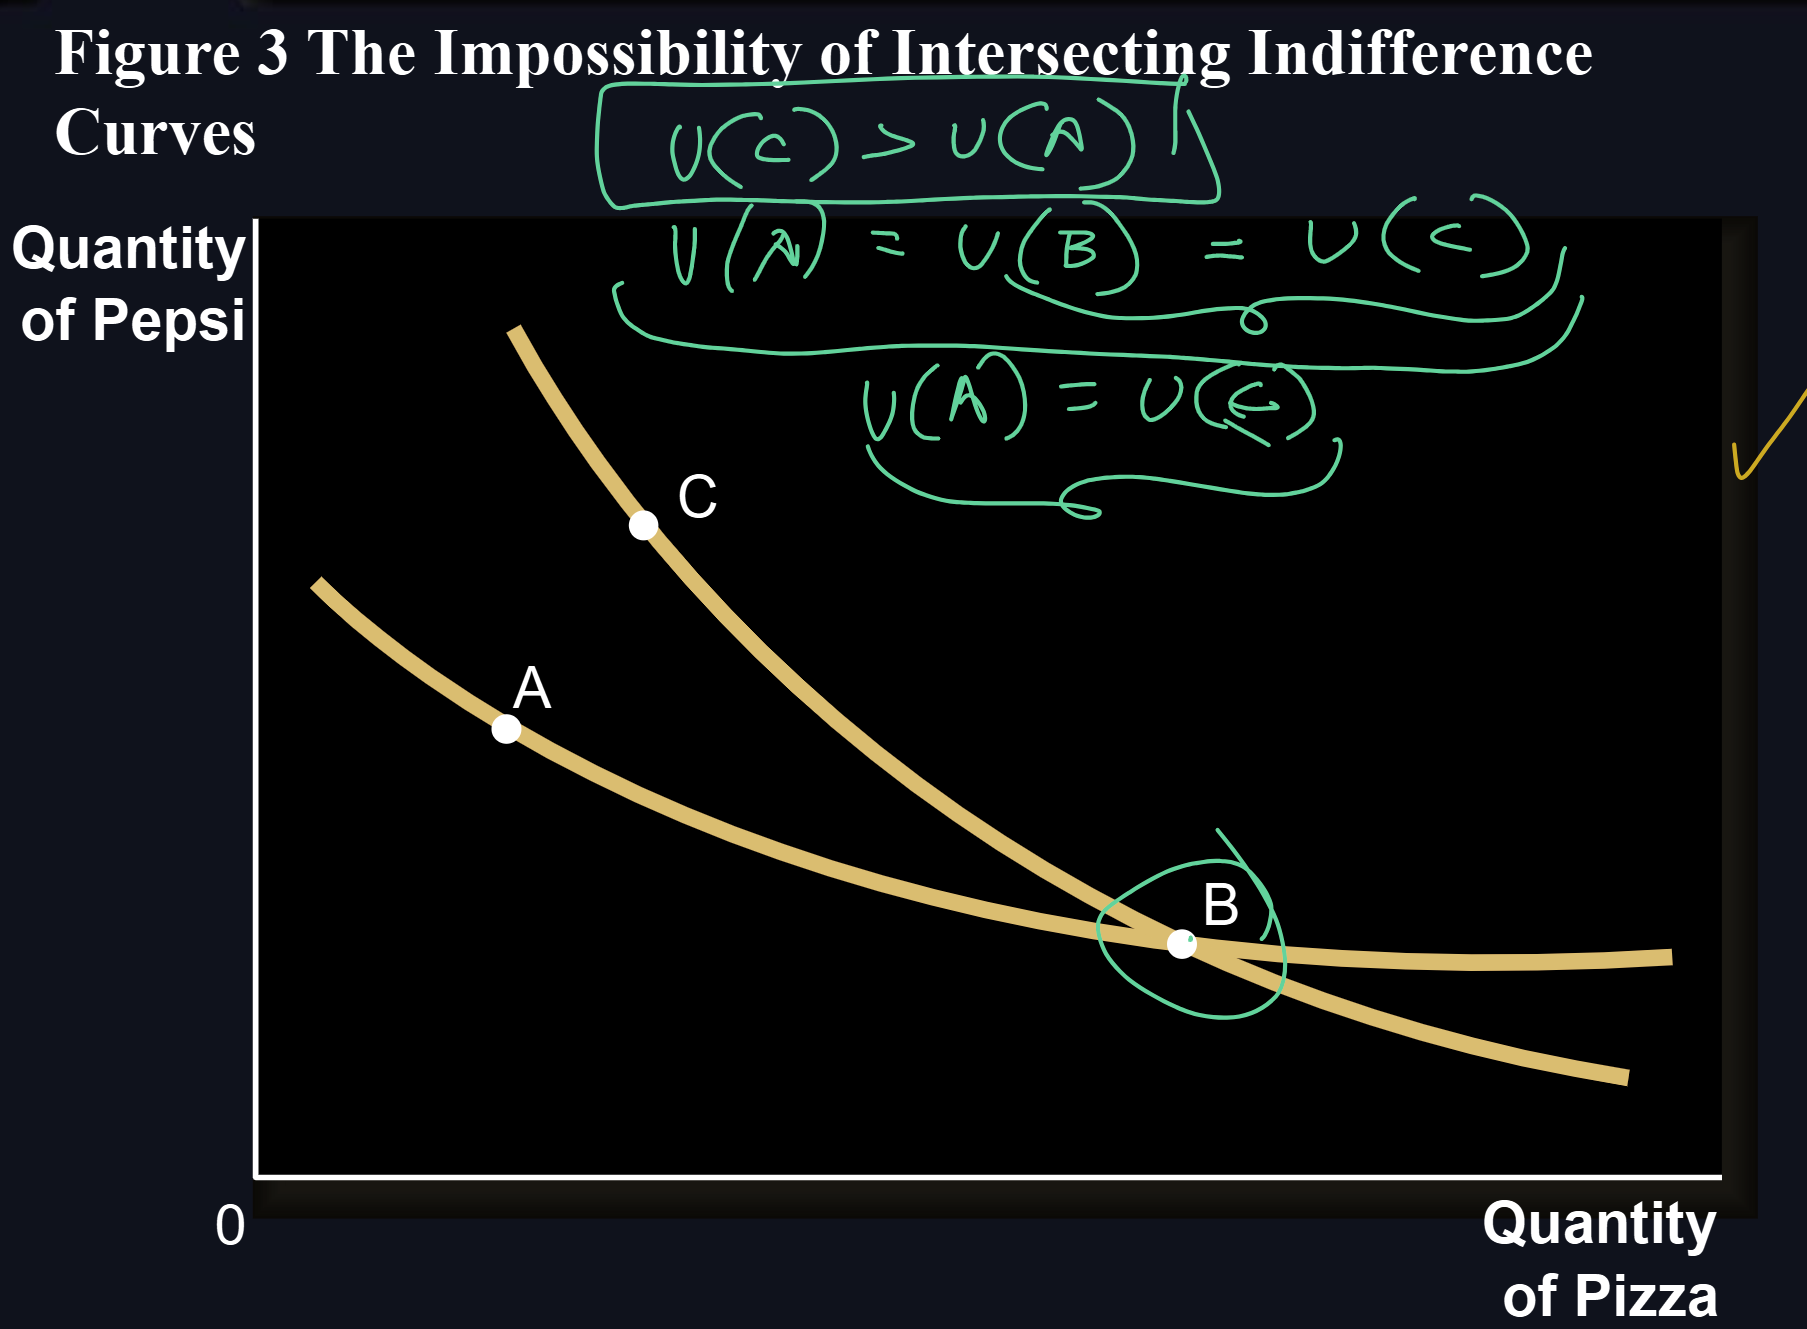 Figure 3 The Impossibility of Intersecting Indifference
Curves
U(C) > U(A)
U(A) = U(B) = U(C)
U(A) = U(C)
Quantity
of Pepsi
C
A
B
0
Quantity
of Pizza